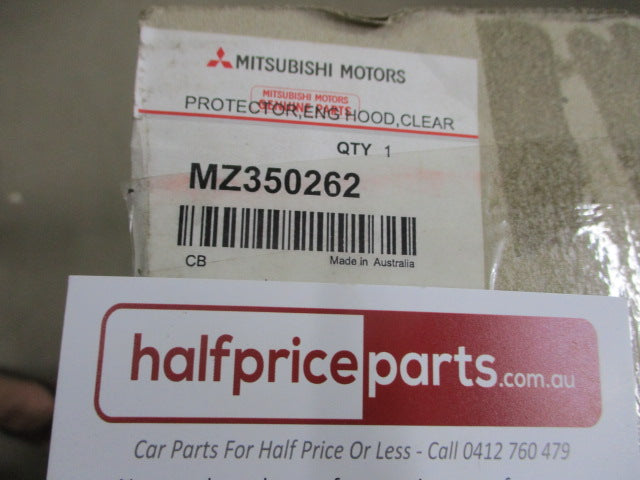 MITSUBISHI MOTORS
MITSUBISHI MOTORS
GENUINE PARTS
PROTECTOR,ENG HOOD,CLEAR
QTY 1
MZ350262
CB
Made in Australia
halfpriceparts.com.au
Car Parts For Half Price Or Less - Call 0412 760 479